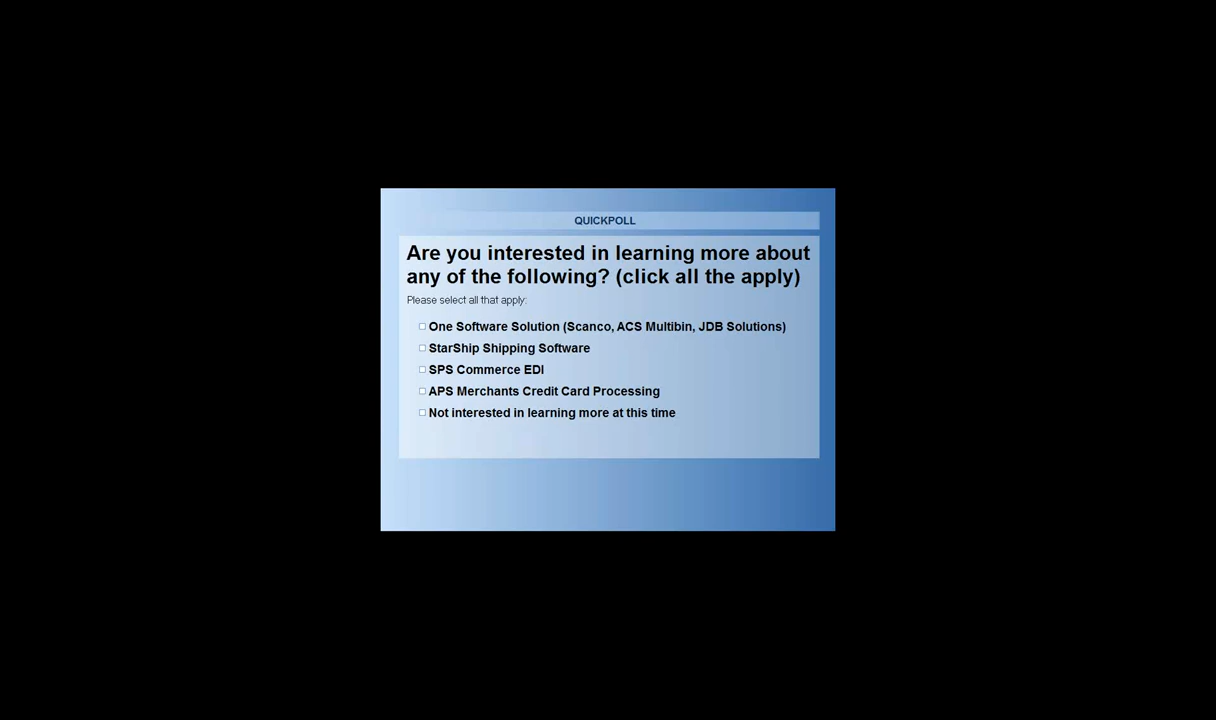 QUICKPOLL
Are you interested in learning more about
any of the following? (click all the apply)
Please select all that apply:
One Software Solution (Scanco, ACS Multibin, JDB Solutions)
StarShip Shipping Software
SPS Commerce EDI
APS Merchants Credit Card Processing
Not interested in learning more at this time